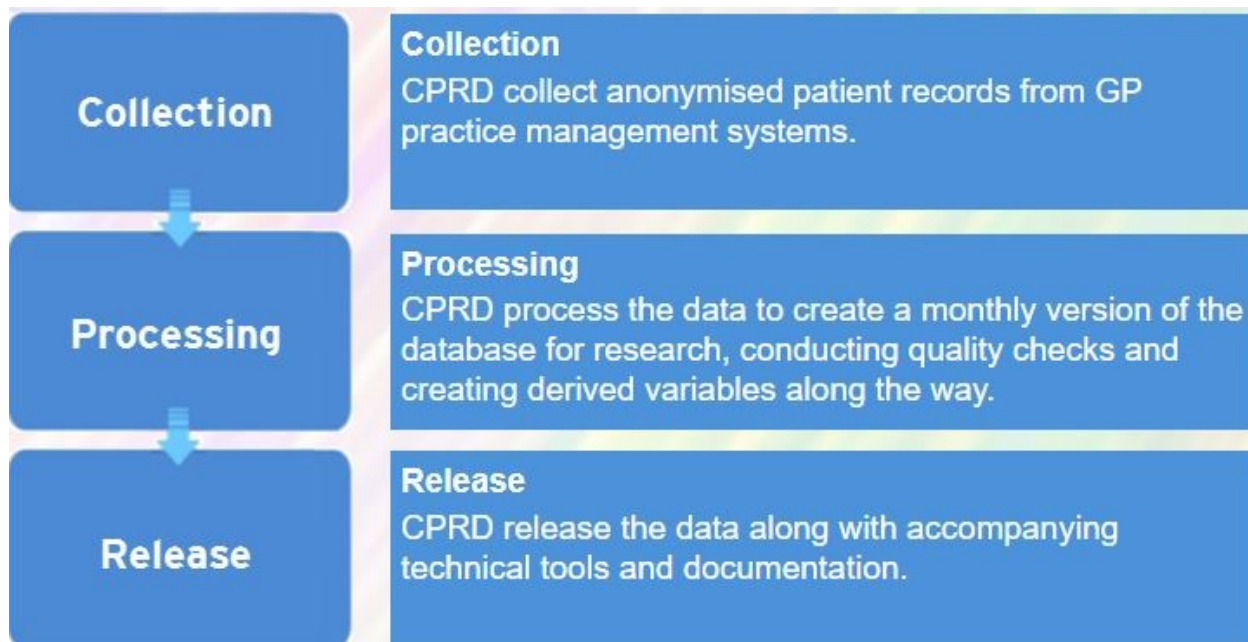 Collection
Collection
CPRD collect anonymised patient records from GP
practice management systems.
Processing
Processing
CPRD process the data to create a monthly version of the
database for research, conducting quality checks and
creating derived variables along the way.
Release
Release
CPRD release the data along with accompanying
technical tools and documentation.